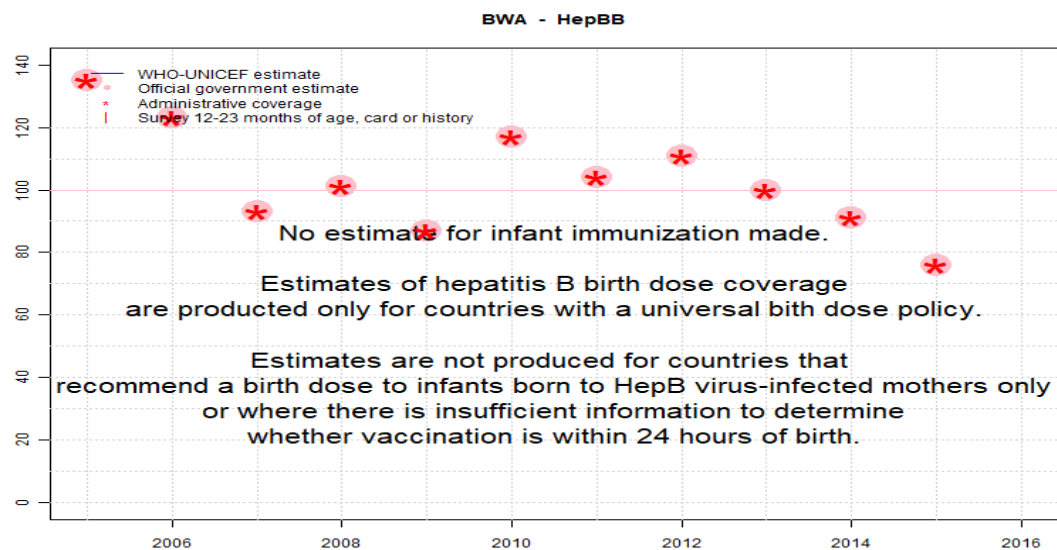 BWA - HepBB
WHO-UNICEF estimate
Official government estimate
Administrative coverage
Survey 12-23 months of age, card or history
No estimate for infant immunization made.
Estimates of hepatitis B birth dose coverage
are producted only for countries with a universal bith dose policy.
Estimates are not produced for countries that
recommend a birth dose to infants born to HepB virus-infected mothers only
or where there is insufficient information to determine
whether vaccination is within 24 hours of birth.
140
120
100
80
60
40
20
0
2006 2008 2010 2012 2014 2016